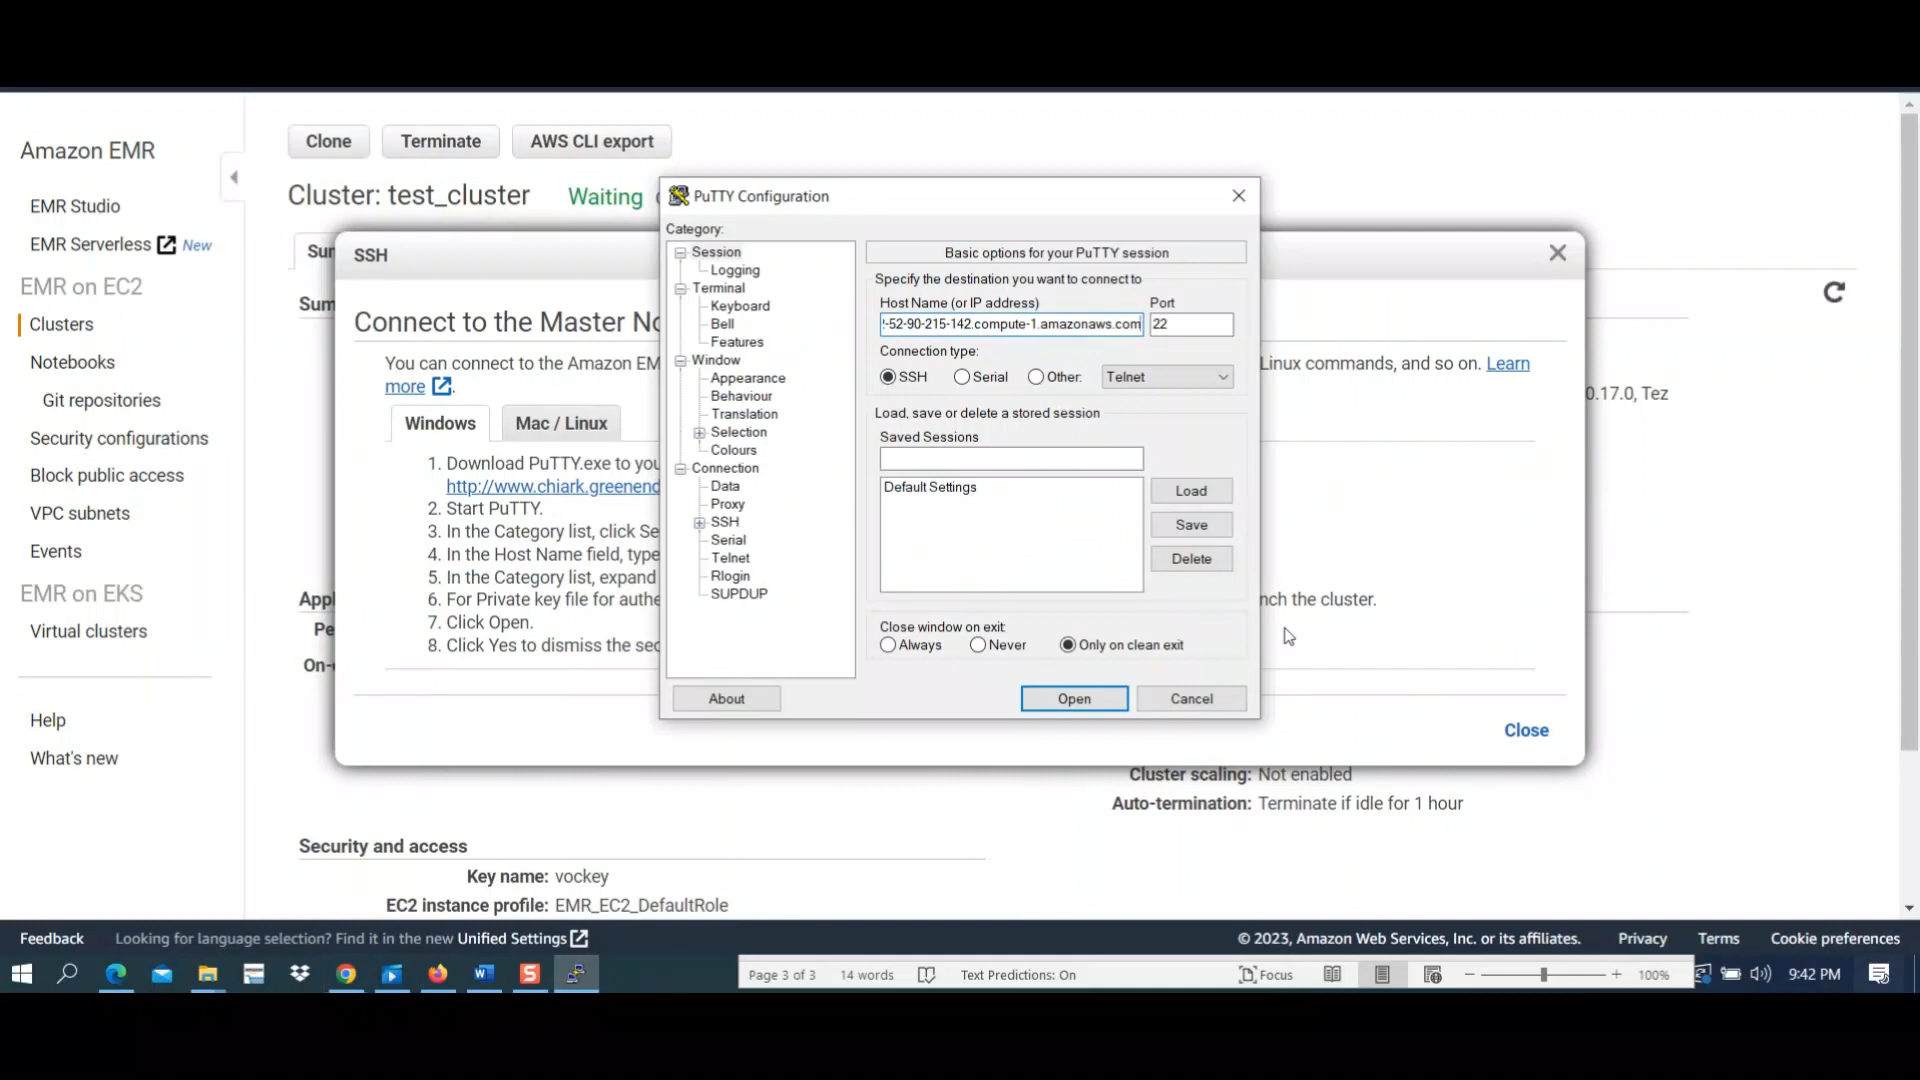 Amazon EMR
EMR Studio
EMR Serverless New
EMR on EC2
Clusters
Notebooks
Git repositories
Security configurations
Block public access
VPC subnets
Events
EMR on EKS
Virtual clusters
Help
What's new
Clone
Terminate
AWS CLI export
Cluster: test_cluster Waiting
SSH
Connect to the Master
You can connect to the Amazon
Linux commands, and so on. Learn
more
Windows
Mac / Linux
1. Download PuTTY.exe to
http://www.chiark.
2. Start PuTTY.
3. In the Category list, click
4. In the Host Name field, type
5. In the Category list, expand
6. For Private key file for
the cluster.
7. Click Open.
8. Click Yes to dismiss the
Close
0.17.0, Tez
PuTTY Configuration
Category:
Session
Logging
Terminal
Keyboard
Bell
Features
Window
Appearance
Behaviour
Translation
Selection
Colours
Connection
Data
Proxy
SSH
Serial
Telnet
Rlogin
SUPDUP
Basic options for your PuTTY session
Specify the destination you want to connect to
Host Name (or IP address) Port
-52-90-215-142.compute-1.amazonaws.com 22
Connection type:
SSH Serial Other: Telnet
Load, save or delete a stored session
Saved Sessions
Default Settings
Load
Save
Delete
Close window on exit:
Always Never Only on clean exit
About
Open
Cancel
Cluster scaling: Not enabled
Auto-termination: Terminate if idle for 1 hour
Security and access
Key name: vockey
EC2 instance profile: EMR_EC2_DefaultRole
Feedback Looking for language selection? Find it in the new Unified Settings
© 2023, Amazon Web Services, Inc. or its affiliates. Privacy Terms Cookie preferences
Page 3 of 3 14 words Text Predictions: On Focus 100% 9:42 PM